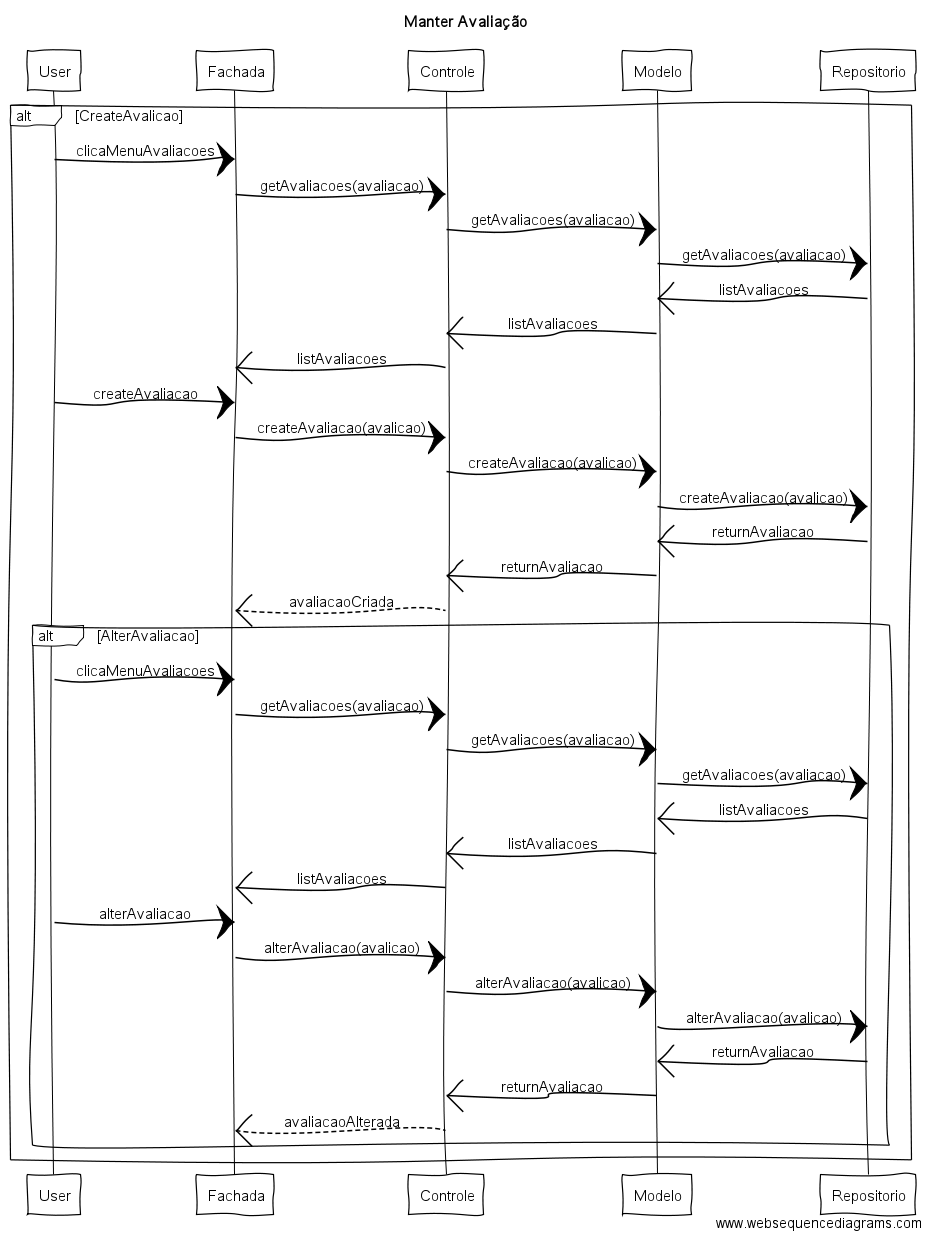 Manter Avaliação
User Fachada Controle Modelo Repositorio
alt [CreateAvalicao]
clicaMenuAvaliacoes
getAvaliacoes(avaliacao)
getAvaliacoes(avaliacao)
getAvaliacoes(avaliacao)
listAvaliacoes
listAvaliacoes
listAvaliacoes
createAvaliacao
createAvaliacao(avalicao)
createAvaliacao(avalicao)
createAvaliacao(avalicao)
returnAvaliacao
returnAvaliacao
avaliacaoCriada
alt [AlterAvaliacao]
clicaMenuAvaliacoes
getAvaliacoes(avaliacao)
getAvaliacoes(avaliacao)
getAvaliacoes(avaliacao)
listAvaliacoes
listAvaliacoes
listAvaliacoes
alterAvaliacao
alterAvaliacao(avalicao)
alterAvaliacao(avalicao)
alterAvaliacao(avalicao)
returnAvaliacao
returnAvaliacao
avaliacaoAlterada
User Fachada Controle Modelo Repositorio
www.websequencediagrams.com